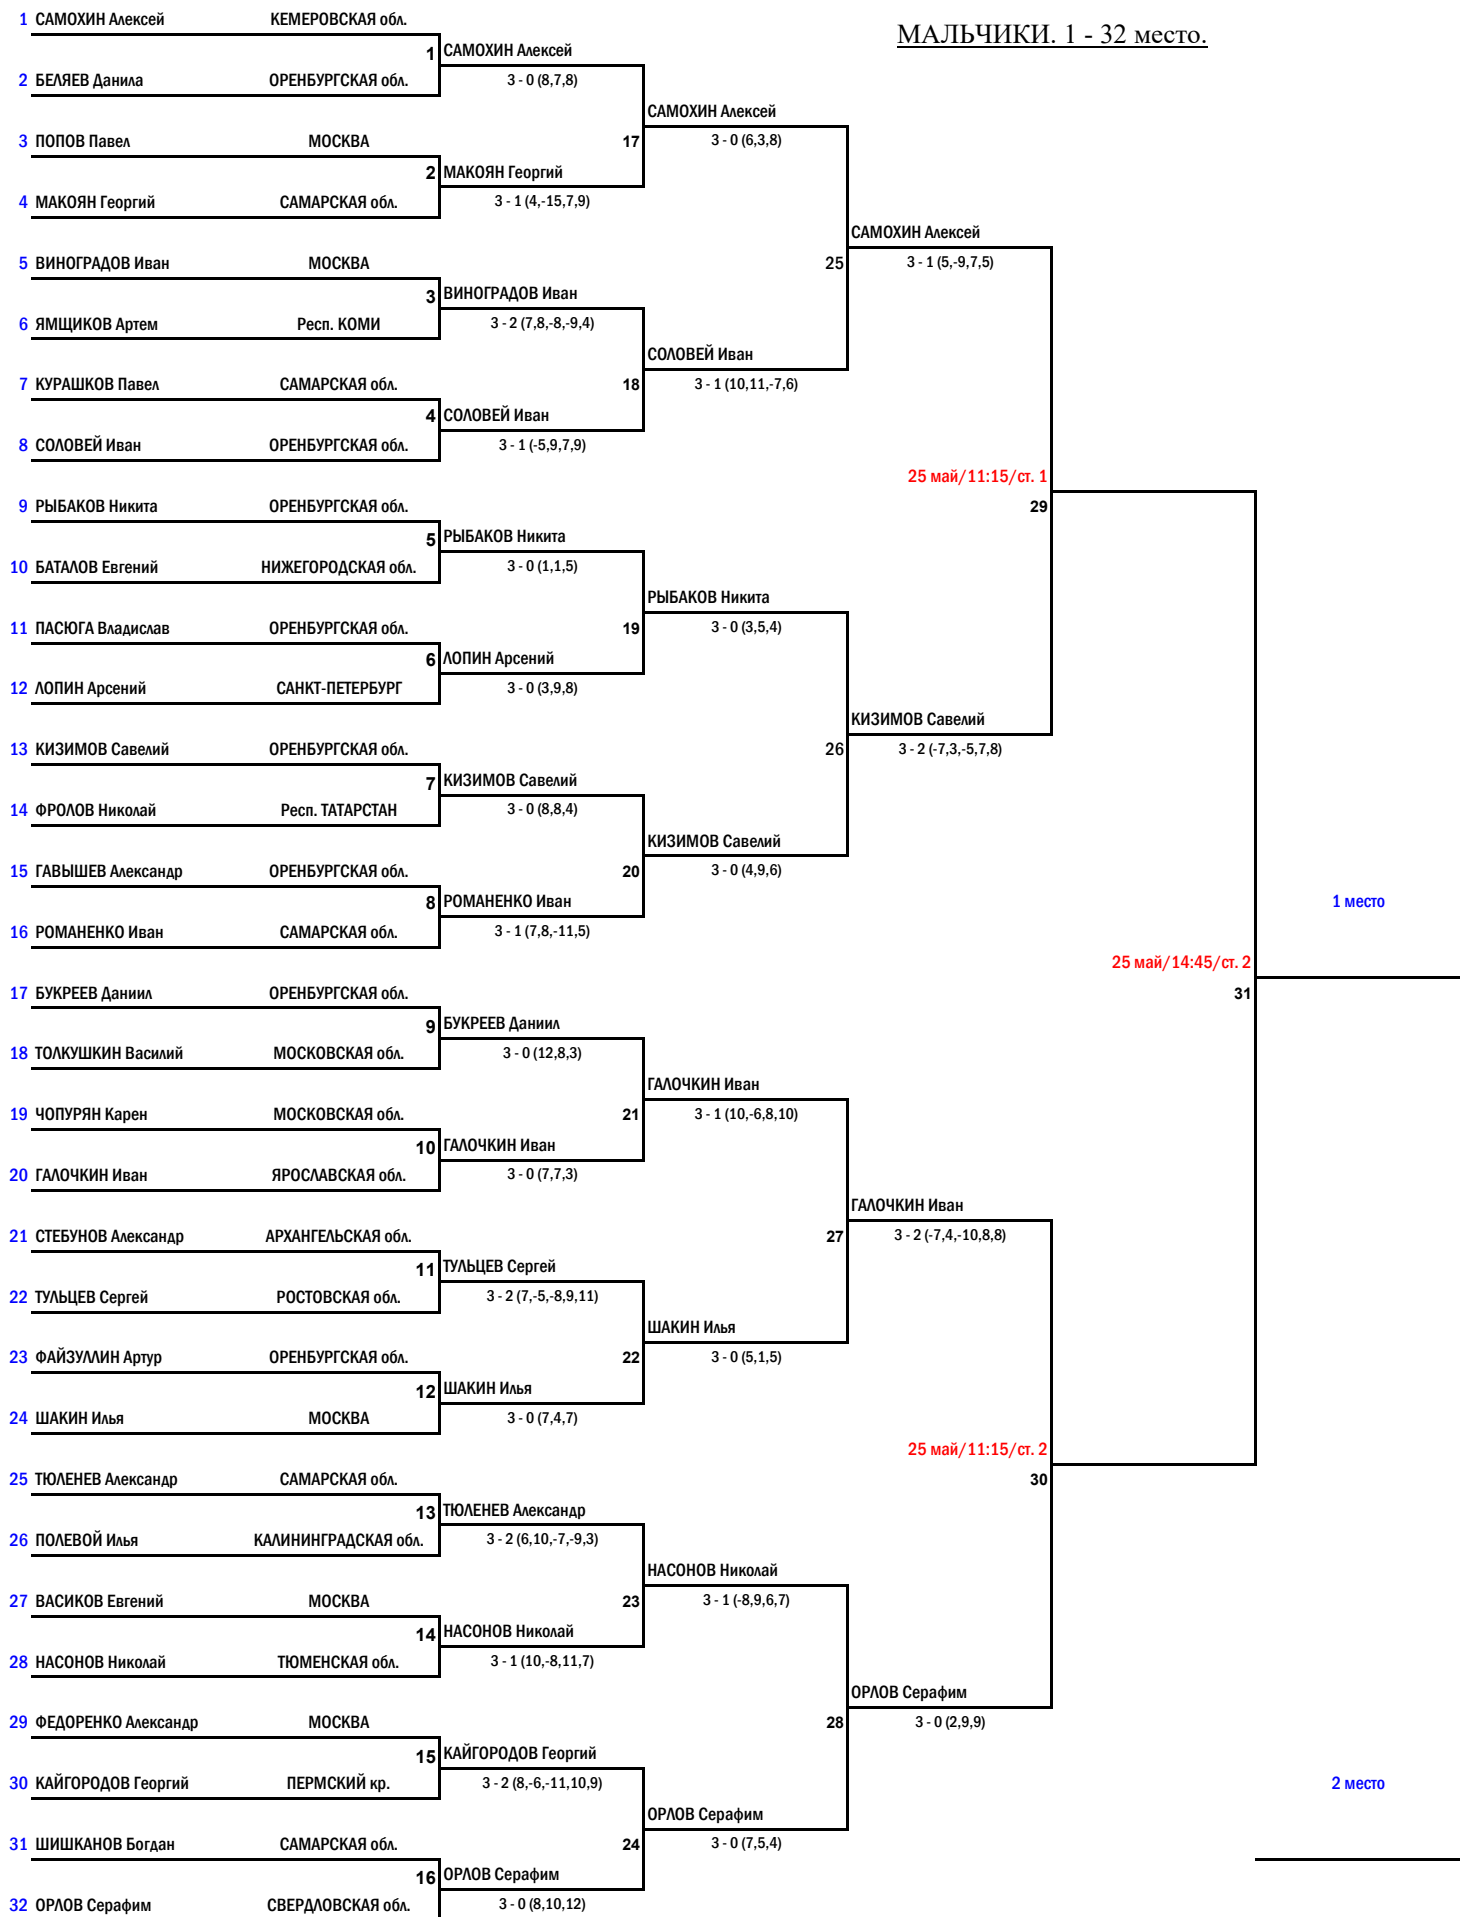 МАЛЬЧИКИ. 1 - 32 место.
1 САМОХИН Алексей КЕМЕРОВСКАЯ обл.
1 САМОХИН Алексей
2 БЕЛЯЕВ Данила ОРЕНБУРГСКАЯ обл. 3 - 0 (8,7,8)
САМОХИН Алексей
3 ПОПОВ Павел МОСКВА 17 3 - 0 (6,3,8)
2 МАКОЯН Георгий
4 МАКОЯН Георгий САМАРСКАЯ обл. 3 - 1 (4,-15,7,9)
САМОХИН Алексей
5 ВИНОГРАДОВ Иван МОСКВА 25 3 - 1 (5,-9,7,5)
3 ВИНОГРАДОВ Иван
6 ЯМЩИКОВ Артем Респ. КОМИ 3 - 2 (7,8,-8,-9,4)
СОЛОВЕЙ Иван
7 КУРАШКОВ Павел САМАРСКАЯ обл. 18 3 - 1 (10,11,-7,6)
4 СОЛОВЕЙ Иван
8 СОЛОВЕЙ Иван ОРЕНБУРГСКАЯ обл. 3 - 1 (-5,9,7,9)
25 май/11:15/ст. 1
9 РЫБАКОВ Никита ОРЕНБУРГСКАЯ обл. 29
5 РЫБАКОВ Никита
10 БАТАЛОВ Евгений НИЖЕГОРОДСКАЯ обл. 3 - 0 (1,1,5)
РЫБАКОВ Никита
11 ПАСЮГА Владислав ОРЕНБУРГСКАЯ обл. 19 3 - 0 (3,5,4)
6 ЛОПИН Арсений
12 ЛОПИН Арсений САНКТ-ПЕТЕРБУРГ 3 - 0 (3,9,8)
КИЗИМОВ Савелий
13 КИЗИМОВ Савелий ОРЕНБУРГСКАЯ обл. 26 3 - 2 (-7,3,-5,7,8)
7 КИЗИМОВ Савелий
14 ФРОЛОВ Николай Респ. ТАТАРСТАН 3 - 0 (8,8,4)
КИЗИМОВ Савелий
15 ГАВЫШЕВ Александр ОРЕНБУРГСКАЯ обл. 20 3 - 0 (4,9,6)
8 РОМАНЕНКО Иван 1 место
16 РОМАНЕНКО Иван САМАРСКАЯ обл. 3 - 1 (7,8,-11,5)
25 май/14:45/ст. 2
17 БУКРЕЕВ Даниил ОРЕНБУРГСКАЯ обл. 31
9 БУКРЕЕВ Даниил
18 ТОЛКУШКИН Василий МОСКОВСКАЯ обл. 3 - 0 (12,8,3)
ГАЛОЧКИН Иван
19 ЧОПУРЯН Карен МОСКОВСКАЯ обл. 21 3 - 1 (10,-6,8,10)
10 ГАЛОЧКИН Иван
20 ГАЛОЧКИН Иван ЯРОСЛАВСКАЯ обл. 3 - 0 (7,7,3)
ГАЛОЧКИН Иван
21 СТЕБУНОВ Александр АРХАНГЕЛЬСКАЯ обл. 27 3 - 2 (-7,4,-10,8,8)
11 ТУЛЬЦЕВ Сергей
22 ТУЛЬЦЕВ Сергей РОСТОВСКАЯ обл. 3 - 2 (7,-5,-8,9,11)
ШАКИН Илья
23 ФАЙЗУЛЛИН Артур ОРЕНБУРГСКАЯ обл. 22 3 - 0 (5,1,5)
12 ШАКИН Илья
24 ШАКИН Илья МОСКВА 3 - 0 (7,4,7)
25 май/11:15/ст. 2
25 ТЮЛЕНЕВ Александр САМАРСКАЯ обл. 30
13 ТЮЛЕНЕВ Александр
26 ПОЛЕВОЙ Илья КАЛИНИНГРАДСКАЯ обл. 3 - 2 (6,10,-7,-9,3)
НАСОНОВ Николай
27 ВАСИКОВ Евгений МОСКВА 23 3 - 1 (-8,9,6,7)
14 НАСОНОВ Николай
28 НАСОНОВ Николай ТЮМЕНСКАЯ обл. 3 - 1 (10,-8,11,7)
ОРЛОВ Серафим
29 ФЕДОРЕНКО Александр МОСКВА 28 3 - 0 (2,9,9)
15 КАЙГОРОДОВ Георгий
30 КАЙГОРОДОВ Георгий ПЕРМСКИЙ кр. 3 - 2 (8,-6,-11,10,9) 2 место
ОРЛОВ Серафим
31 ШИШКАНОВ Богдан САМАРСКАЯ обл. 24 3 - 0 (7,5,4)
16 ОРЛОВ Серафим
32 ОРЛОВ Серафим СВЕРДЛОВСКАЯ обл. 3 - 0 (8,10,12)